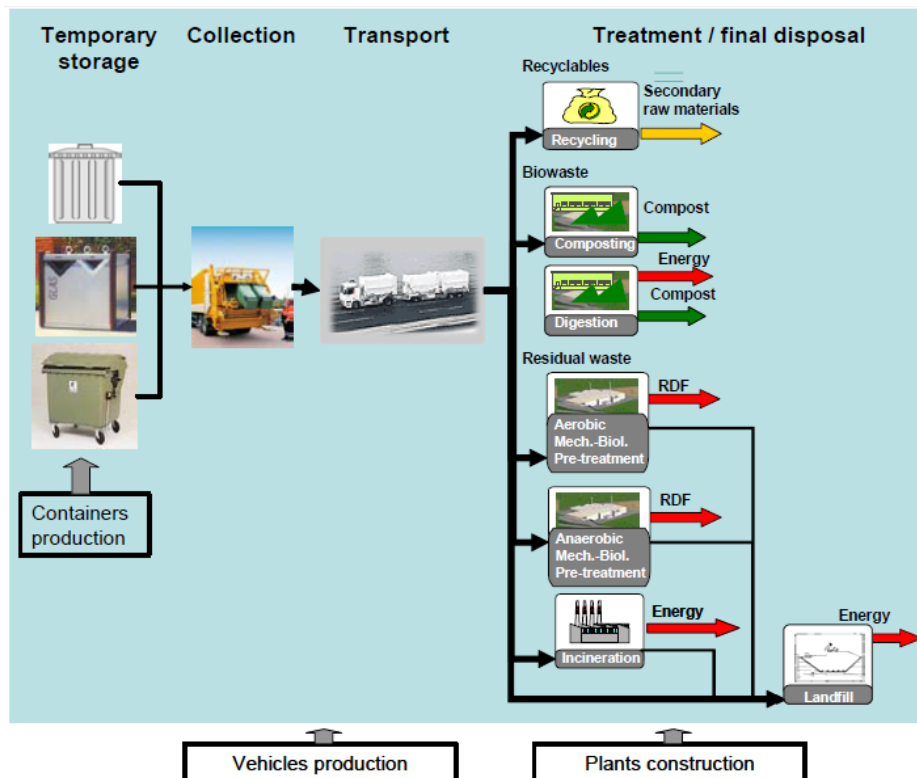 Temporary
storage
Collection
Transport
Treatment / final disposal
Recyclables
Secondary
raw materials
Recycling
Biowaste
Compost
Composting
Energy
Compost
Digestion
Residual waste
RDF
Aerobic
Mech.-Biol.
Pre-treatment
RDF
Anaerobic
Mech.-Biol.
Pre-treatment
Energy
Incineration
Energy
Landfill
GLAS
Containers
production
Vehicles production
Plants construction